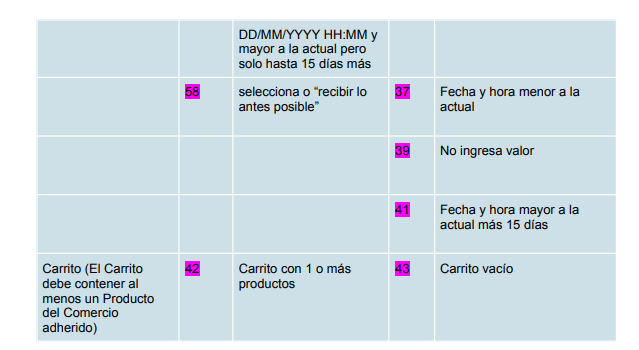 DD/MM/YYYY HH:MM y
mayor a la actual pero
solo hasta 15 días más
58
selecciona o “recibir lo
antes posible”
37
Fecha y hora menor a la
actual
39
No ingresa valor
41
Fecha y hora mayor a la
actual más 15 días
Carrito (El Carrito
debe contener al
menos un Producto
del Comercio
adherido)
42
Carrito con 1 o más
productos
43
Carrito vacío